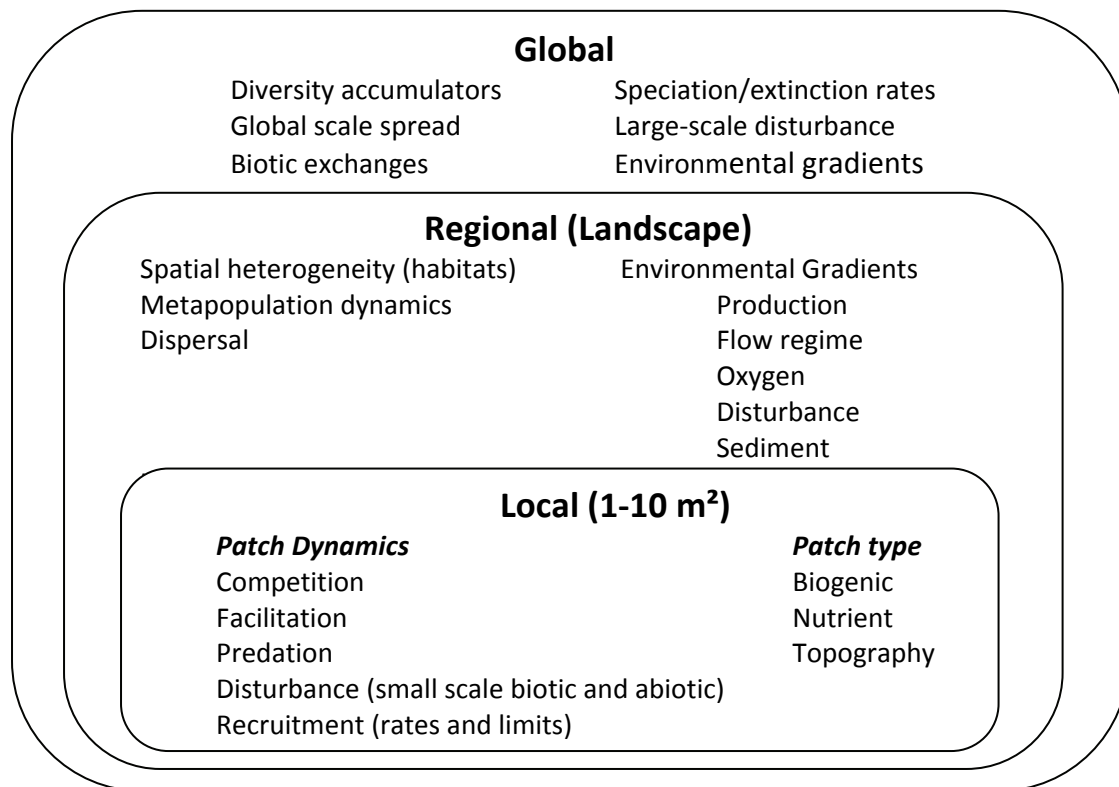 Global
Diversity accumulators Speciation/extinction rates
Global scale spread Large-scale disturbance
Biotic exchanges Environmental gradients
Regional (Landscape)
Spatial heterogeneity (habitats) Environmental Gradients
Metapopulation dynamics Production
Dispersal Flow regime
Oxygen
Disturbance
Sediment
Local (1-10 m²)
Patch Dynamics Patch type
Competition Biogenic
Facilitation Nutrient
Predation Topography
Disturbance (small scale biotic and abiotic)
Recruitment (rates and limits)